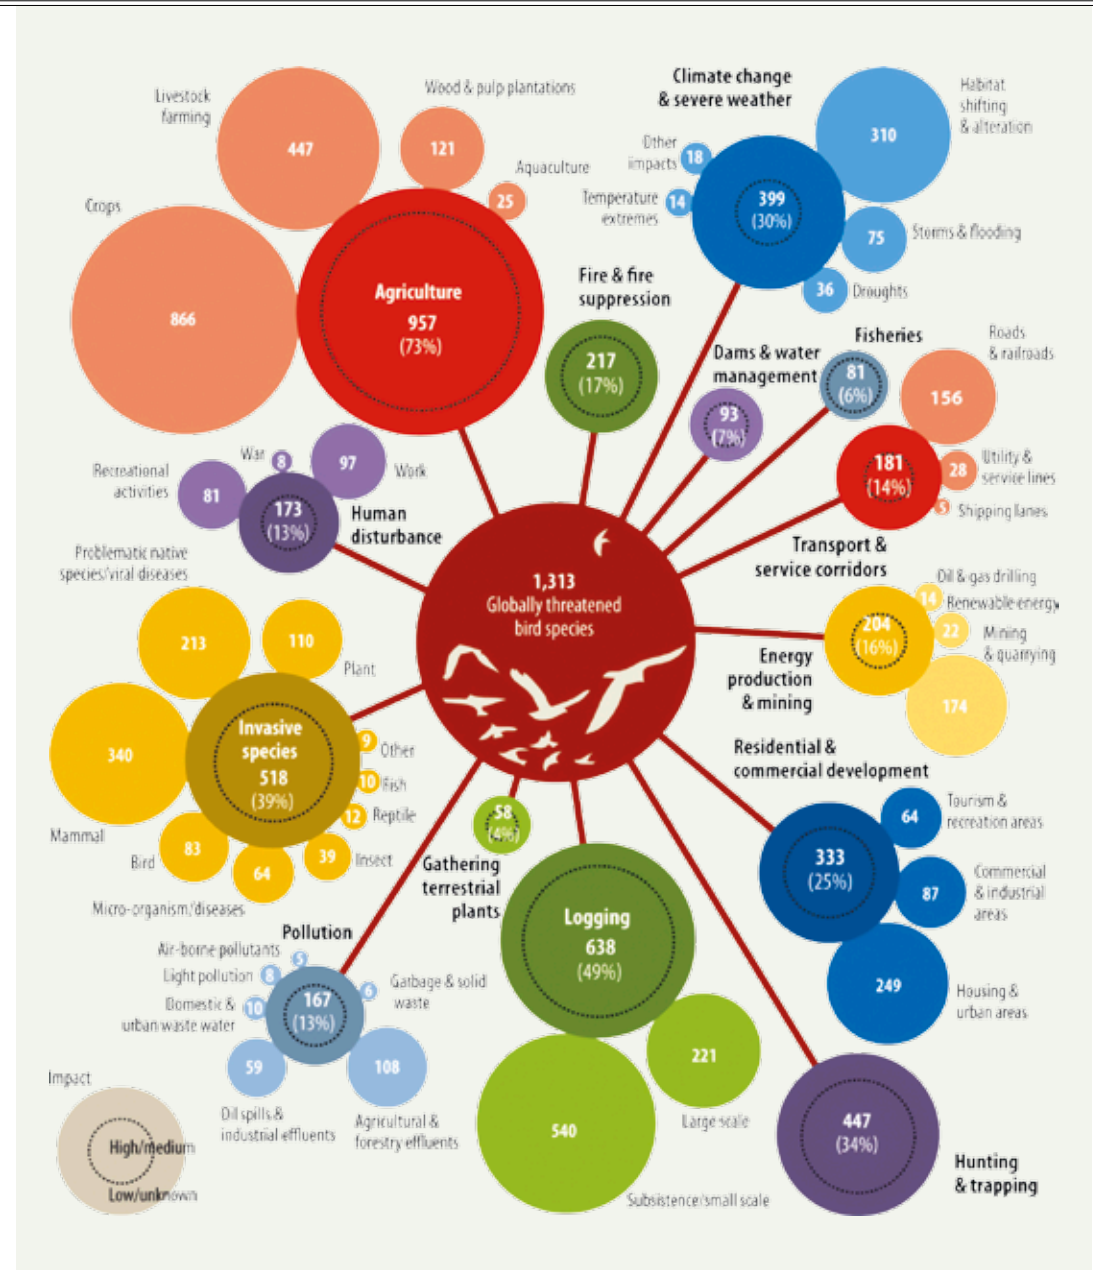 Climate change
& severe weather
Habitat
shifting
& alteration
310
Other
impacts
18
Temperature
extremes
14
399
(30%)
75
Storms & flooding
36
Droughts
Livestock
farming
447
Wood & pulp plantations
121
Aquaculture
25
Crops
866
Agriculture
957
(73%)
Fire & fire
suppression
217
(17%)
Dams & water
management
93
(7%)
Fisheries
81
(6%)
Roads
& railroads
156
181
(14%)
28
Utility &
service lines
5
Shipping lanes
Transport &
service corridors
Recreational
activities
81
War
8
97
Work
173
(13%)
Human
disturbance
1,313
Globally threatened
bird species
Oil & gas drilling
14
Renewable energy
22
Mining
& quarrying
174
204
(16%)
Energy
production
& mining
Problematic native
species/viral diseases
213
110
Plant
340
Mammal
Invasive
species
518
(39%)
9
Other
10
Fish
12
Reptile
39
Insect
83
Bird
64
Micro-organism/diseases
58
(4%)
Gathering
terrestrial
plants
Residential &
commercial development
333
(25%)
64
Tourism &
recreation areas
87
Commercial
& industrial
areas
249
Housing &
urban areas
Logging
638
(49%)
221
Large scale
540
Subsistence/small scale
Pollution
Air-borne pollutants
5
Light pollution
8
Domestic &
urban waste water
10
167
(13%)
6
Garbage & solid
waste
59
Oil spills &
industrial effluents
108
Agricultural &
forestry effluents
447
(34%)
Hunting
& trapping
Impact
High/medium
Low/unknown